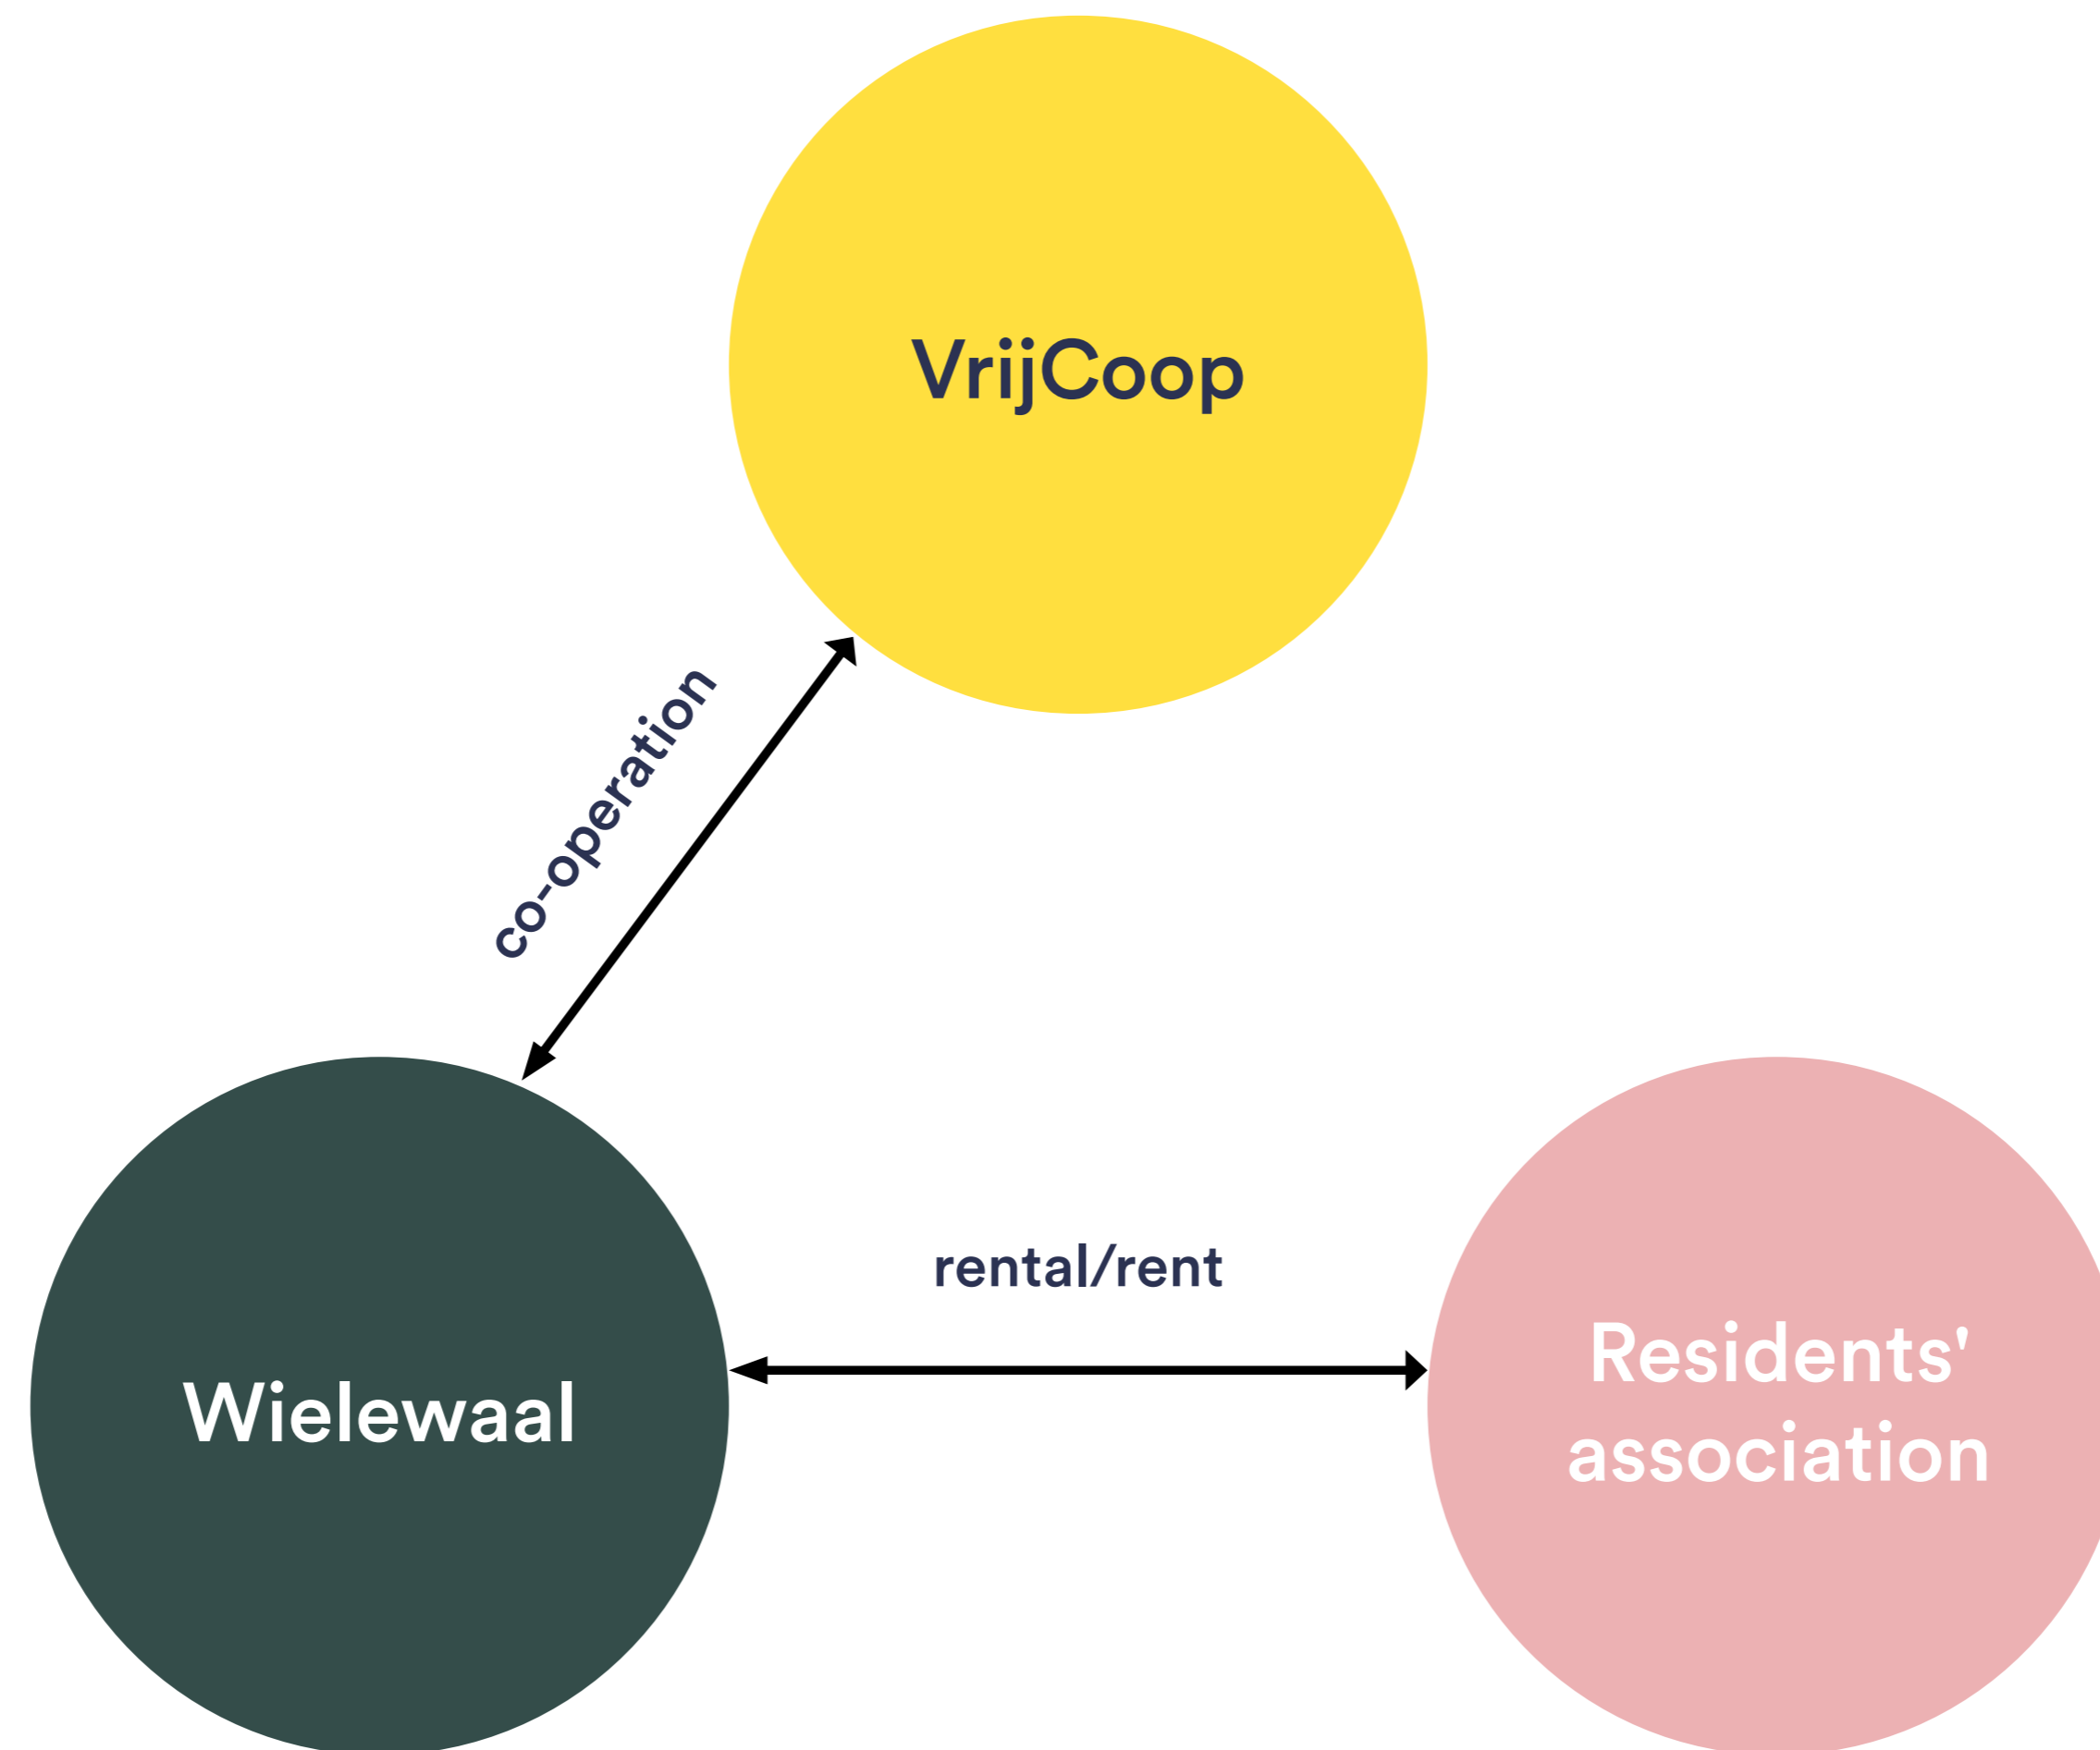 VrijCoop
co-operation
rental/rent
Wielewaal
Residents'
association